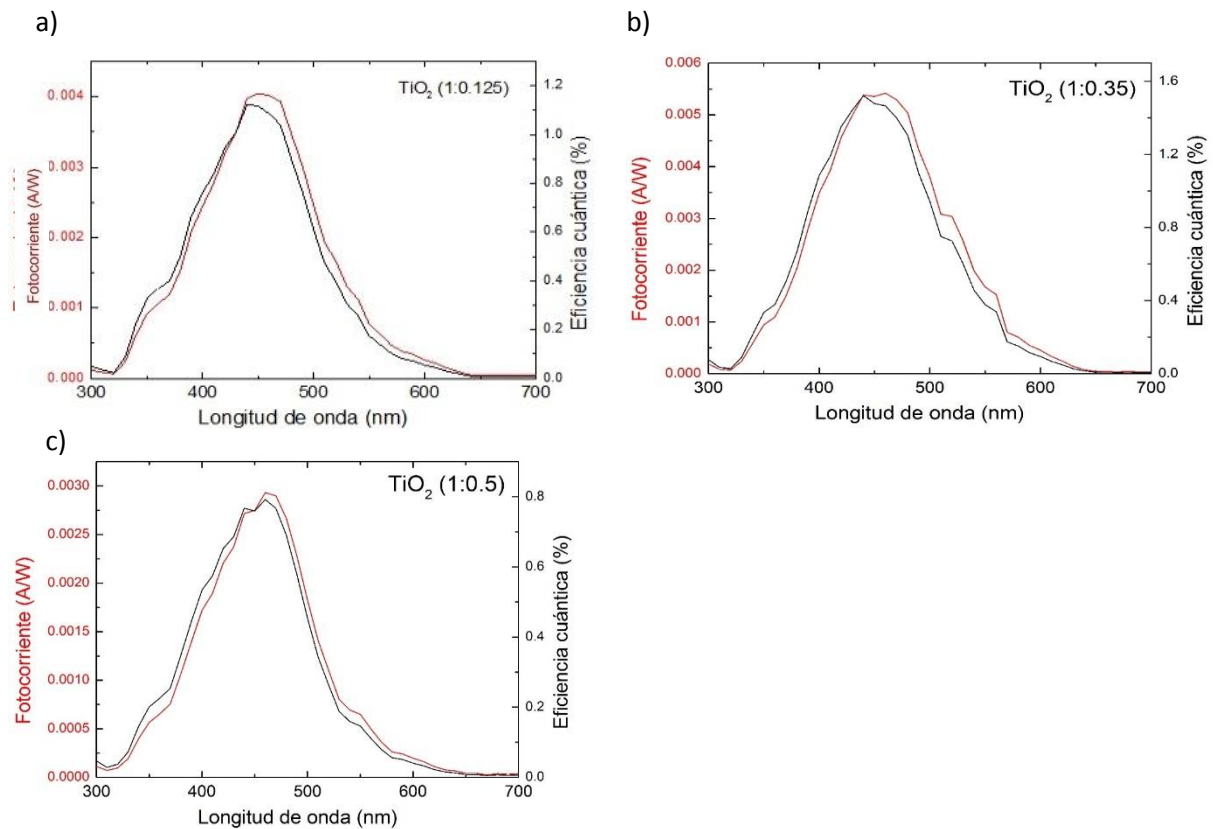 a)
TiO2 (1:0.125)
Fotocorriente (A/W)
0.004
0.003
0.002
0.001
0.000
1.2
1.0
0.8
0.6
0.4
0.2
0.0
Eficiencia cuántica (%)
300 400 500 600 700
Longitud de onda (nm)
b)
TiO2 (1:0.35)
Fotocorriente (A/W)
0.006
0.005
0.004
0.003
0.002
0.001
0.000
1.6
1.2
0.8
0.4
0.0
Eficiencia cuántica (%)
300 400 500 600 700
Longitud de onda (nm)
c)
TiO2 (1:0.5)
Fotocorriente (A/W)
0.0030
0.0025
0.0020
0.0015
0.0010
0.0005
0.0000
0.8
0.6
0.4
0.2
0.0
Eficiencia cuántica (%)
300 400 500 600 700
Longitud de onda (nm)